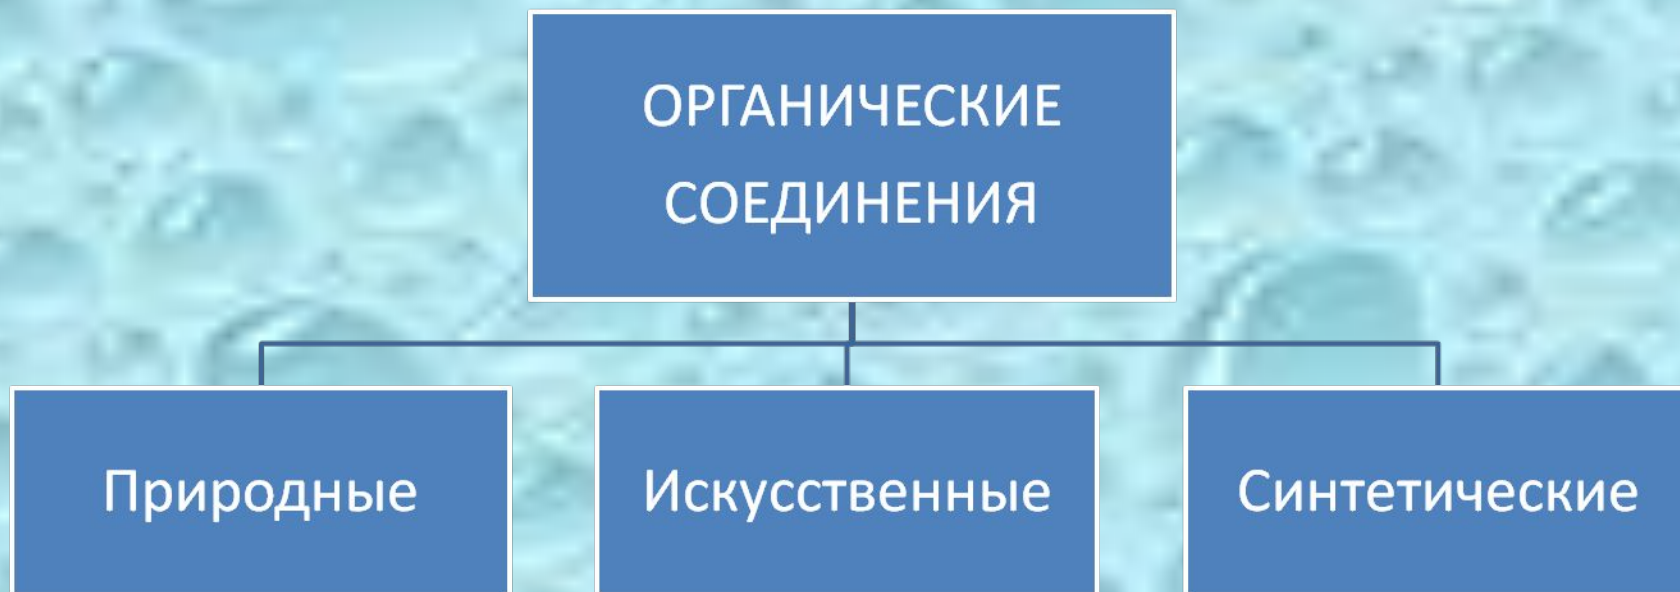 ОРГАНИЧЕСКИЕ
СОЕДИНЕНИЯ
Природные
Искусственные
Синтетические